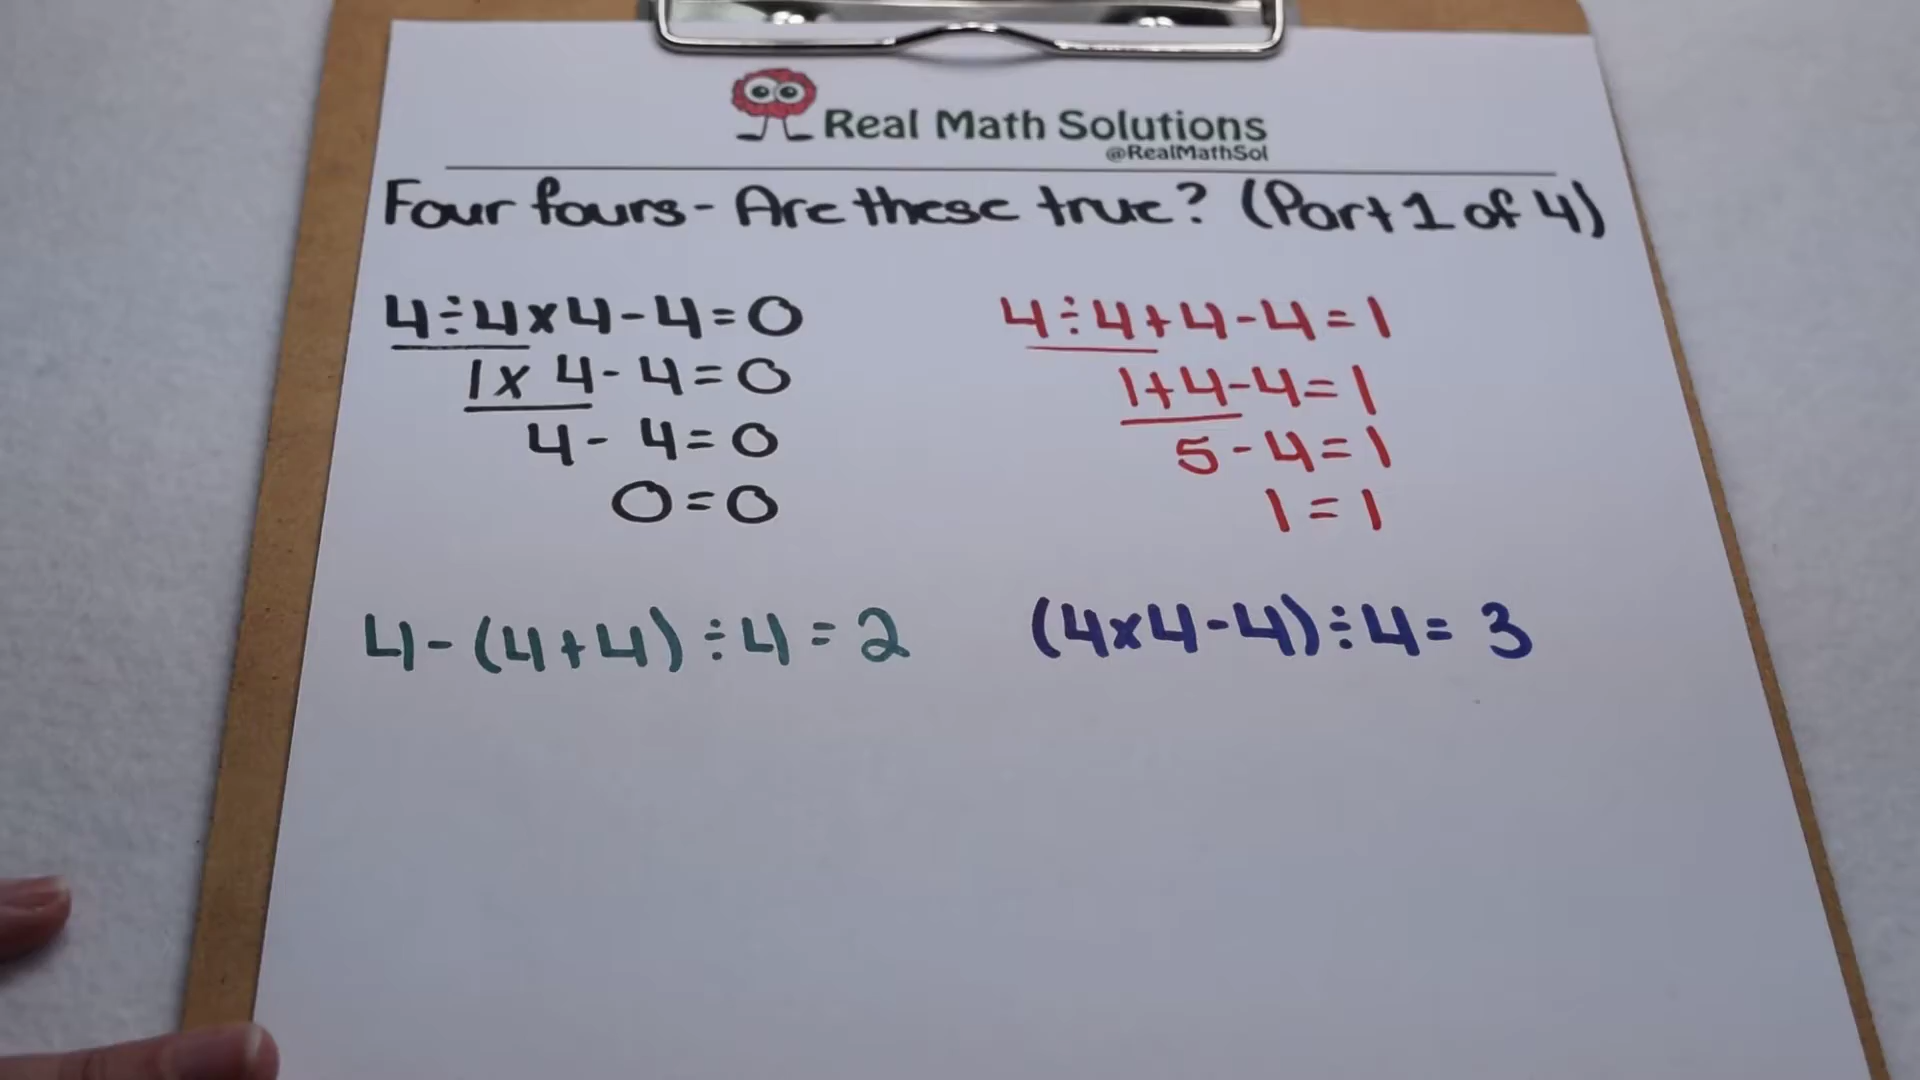 Real Math Solutions
@RealMathSol
Four fours - Are these true? (Part 1 of 4)
4÷4x4-4=0
1x 4-4=0
4- 4=0
0=0
4÷4+4-4=1
1+4-4=1
5-4=1
1=1
4-(4+4)÷4=2
(4x4-4)÷4=3